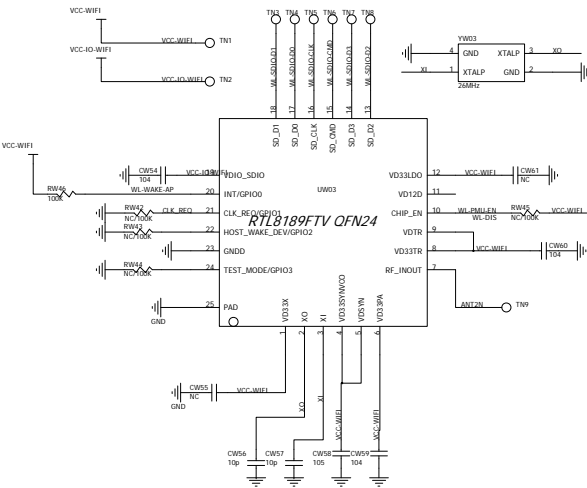 VCC-WIFI
VCC-WIFI
TN1
VCC-IO-WIFI
VCC-IO-WIFI
TN2
TN3
TN4
TN5
TN6
TN7
TN8
WL-SDIO-D1
WL-SDIO-D0
WL-SDIO-CLK
WL-SDIO-CMD
WL-SDIO-D3
WL-SDIO-D2
18
17
16
15
14
13
SD_D1
SD_D0
SD_CLK
SD_CMD
SD_D3
SD_D2
YW03
4 GND XTALP 3 XO
XI 1 XTALP GND 2
26MHz
VCC-WIFI
CW54
104
VCC-IO-WIFI
19 VDIO_SDIO
RW46
100K
WL-WAKE-AP
20 INT/GPIO0
RW42
NC/100K
CLK_REQ
21 CLK_REQ/GPIO1
RW43
NC/100K
22 HOST_WAKE_DEV/GPIO2
23 GNDD
RW44
NC/100K
24 TEST_MODE/GPIO3
25 PAD
GND
UW03
RTL8189FTV QFN24
VD33LDO 12 VCC-WIFI
CW61
NC
VD12D 11
CHIP_EN 10 WL-PMU-EN
WL-DIS
RW45
NC/100K
VCC-WIFI
VDTR 9
VD33TR 8 VCC-WIFI
CW60
104
RF_INOUT 7
ANT2N
TN9
VD33X
XO
XI
VD33SYNVCO
VDSYN
VD33PA
1
2
3
4
5
6
CW55
NC
VCC-WIFI
GND
XO
XI
VCC-WIFI
VCC-WIFI
CW56
10p
CW57
10p
CW58
105
CW59
104